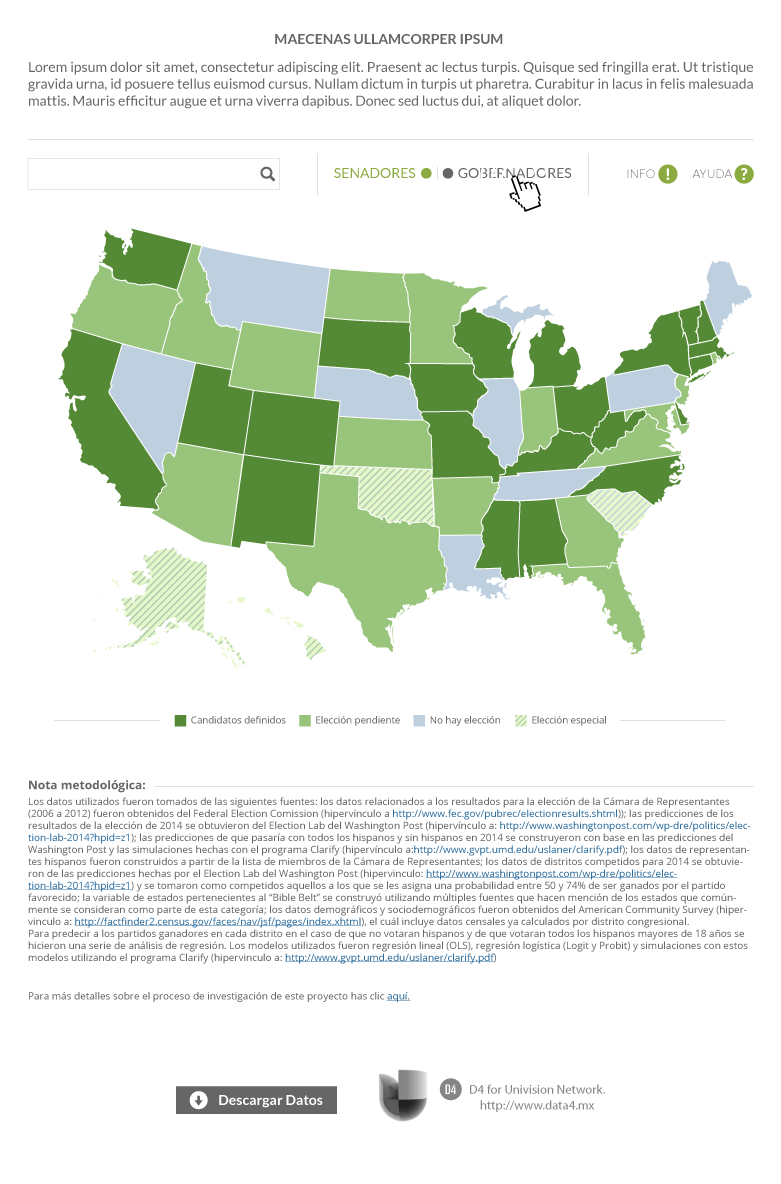 MAECENAS ULLAMCORPER IPSUM
Lorem ipsum dolor sit amet, consectetur adipiscing elit. Praesent ac lectus turpis. Quisque sed fringilla erat. Ut tristique
gravida urna, id posuere tellus euismod cursus. Nullam dictum in turpis ut pharetra. Curabitur in lacus in felis malesuada
mattis. Mauris efficitur augue et urna viverra dapibus. Donec sed luctus dui, at aliquet dolor.
SENADORES GOBERNADORES INFO ! AYUDA ?
Candidatos definidos Elección pendiente No hay elección Elección especial
Nota metodológica:
Los datos utilizados fueron tomados de las siguientes fuentes: los datos relacionados a los resultados para la elección de la Cámara de Representantes
(2006 a 2012) fueron obtenidos del Federal Election Comission (hipervínculo a http://www.fec.gov/pubrec/electionresults.shtml)); las predicciones de los
resultados de la elección de 2014 se obtuvieron del Election Lab del Washington Post (hipervínculo a: http://www.washingtonpost.com/wp-dre/politics/elec-
tion-lab-2014?hpid=z1); las predicciones de que pasaría con todos los hispanos y sin hispanos en 2014 se construyeron con base en las predicciones del
Washington Post y las simulaciones hechas con el programa Clarify (hipervínculo a:http://www.gvpt.umd.edu/uslaner/clarify.pdf); los datos de representan-
tes hispanos fueron construidos a partir de la lista de miembros de la Cámara de Representantes; los datos de distritos competidos para 2014 se obtuvie-
ron de las predicciones hechas por el Election Lab del Washington Post (hipervinculo: http://www.washingtonpost.com/wp-dre/politics/elec-
tion-lab-2014?hpid=z1) y se tomaron como competidos aquellos a los que se les asigna una probabilidad entre 50 y 74% de ser ganados por el partido
favorecido; la variable de estados pertenecientes al "Bible Belt" se construyó utilizando múltiples fuentes que hacen mención de los estados que común-
mente se consideran como parte de esta categoría; los datos demográficos y sociodemográficos fueron obtenidos del American Community Survey (hiper-
vínculo a: http://factfinder2.census.gov/faces/nav/jsf/pages/index.xhtml), el cuál incluye datos censales ya calculados por distrito congresional.
Para predecir a los partidos ganadores en cada distrito en el caso de que no votaran hispanos y de que votaran todos los hispanos mayores de 18 años se
hicieron una serie de análisis de regresión. Los modelos utilizados fueron regresión lineal (OLS), regresión logística (Logit y Probit) y simulaciones con estos
modelos utilizando el programa Clarify (hipervinculo a: http://www.gvpt.umd.edu/uslaner/clarify.pdf)
Para más detalles sobre el proceso de investigación de este proyecto has clic aquí.
Descargar Datos
D4 D4 for Univision Network.
http://www.data4.mx